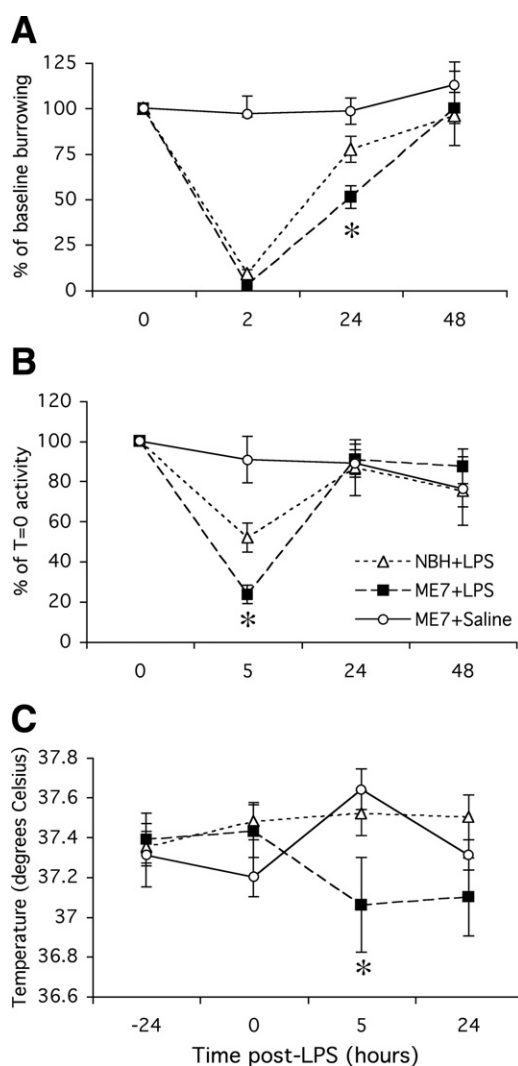 A
% of baseline burrowing
125
100
75
50
25
0
*
0 2 24 48
B
% of T=0 activity
120
100
80
60
40
20
0
NBH+LPS
ME7+LPS
ME7+Saline
*
0 5 24 48
C
Temperature (degrees Celsius)
37.8
37.6
37.4
37.2
37
36.8
36.6
*
-24 0 5 24
Time post-LPS (hours)